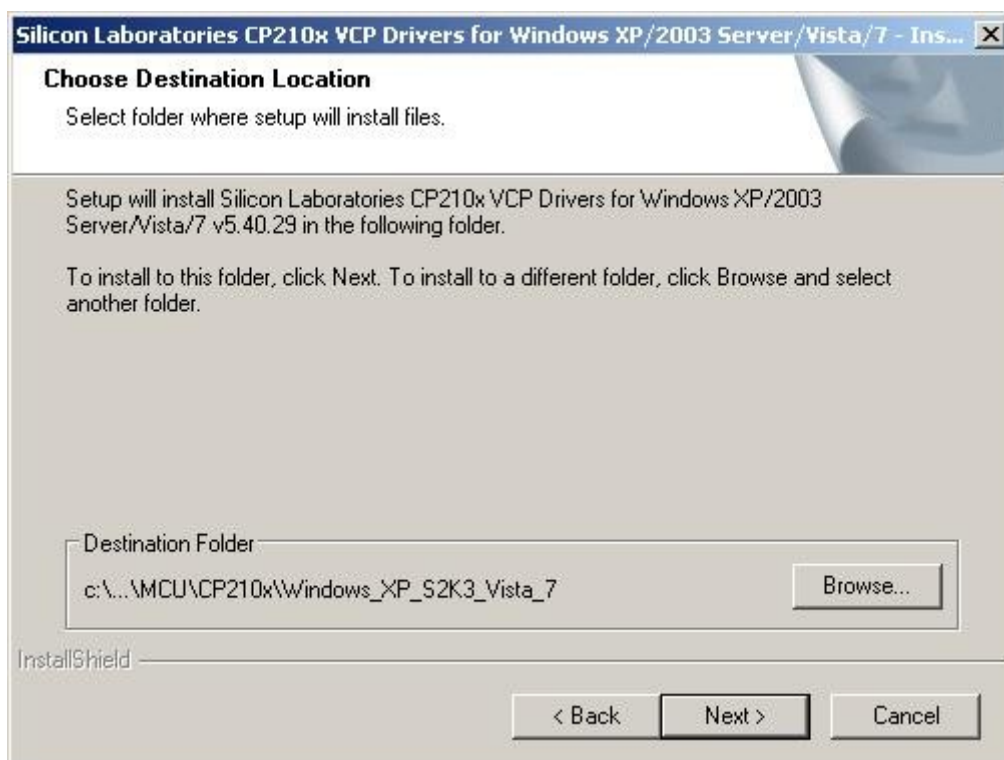 Silicon Laboratories CP210x VCP Drivers for Windows XP/2003 Server/Vista/7 - Ins...
Choose Destination Location
Select folder where setup will install files.
Setup will install Silicon Laboratories CP210x VCP Drivers for Windows XP/2003
Server/Vista/7 v5.40.29 in the following folder.
To install to this folder, click Next. To install to a different folder, click Browse and select
another folder.
Destination Folder
c:\...\MCU\CP210x\Windows_XP_S2K3_Vista_7
Browse...
InstallShield
< Back
Next >
Cancel